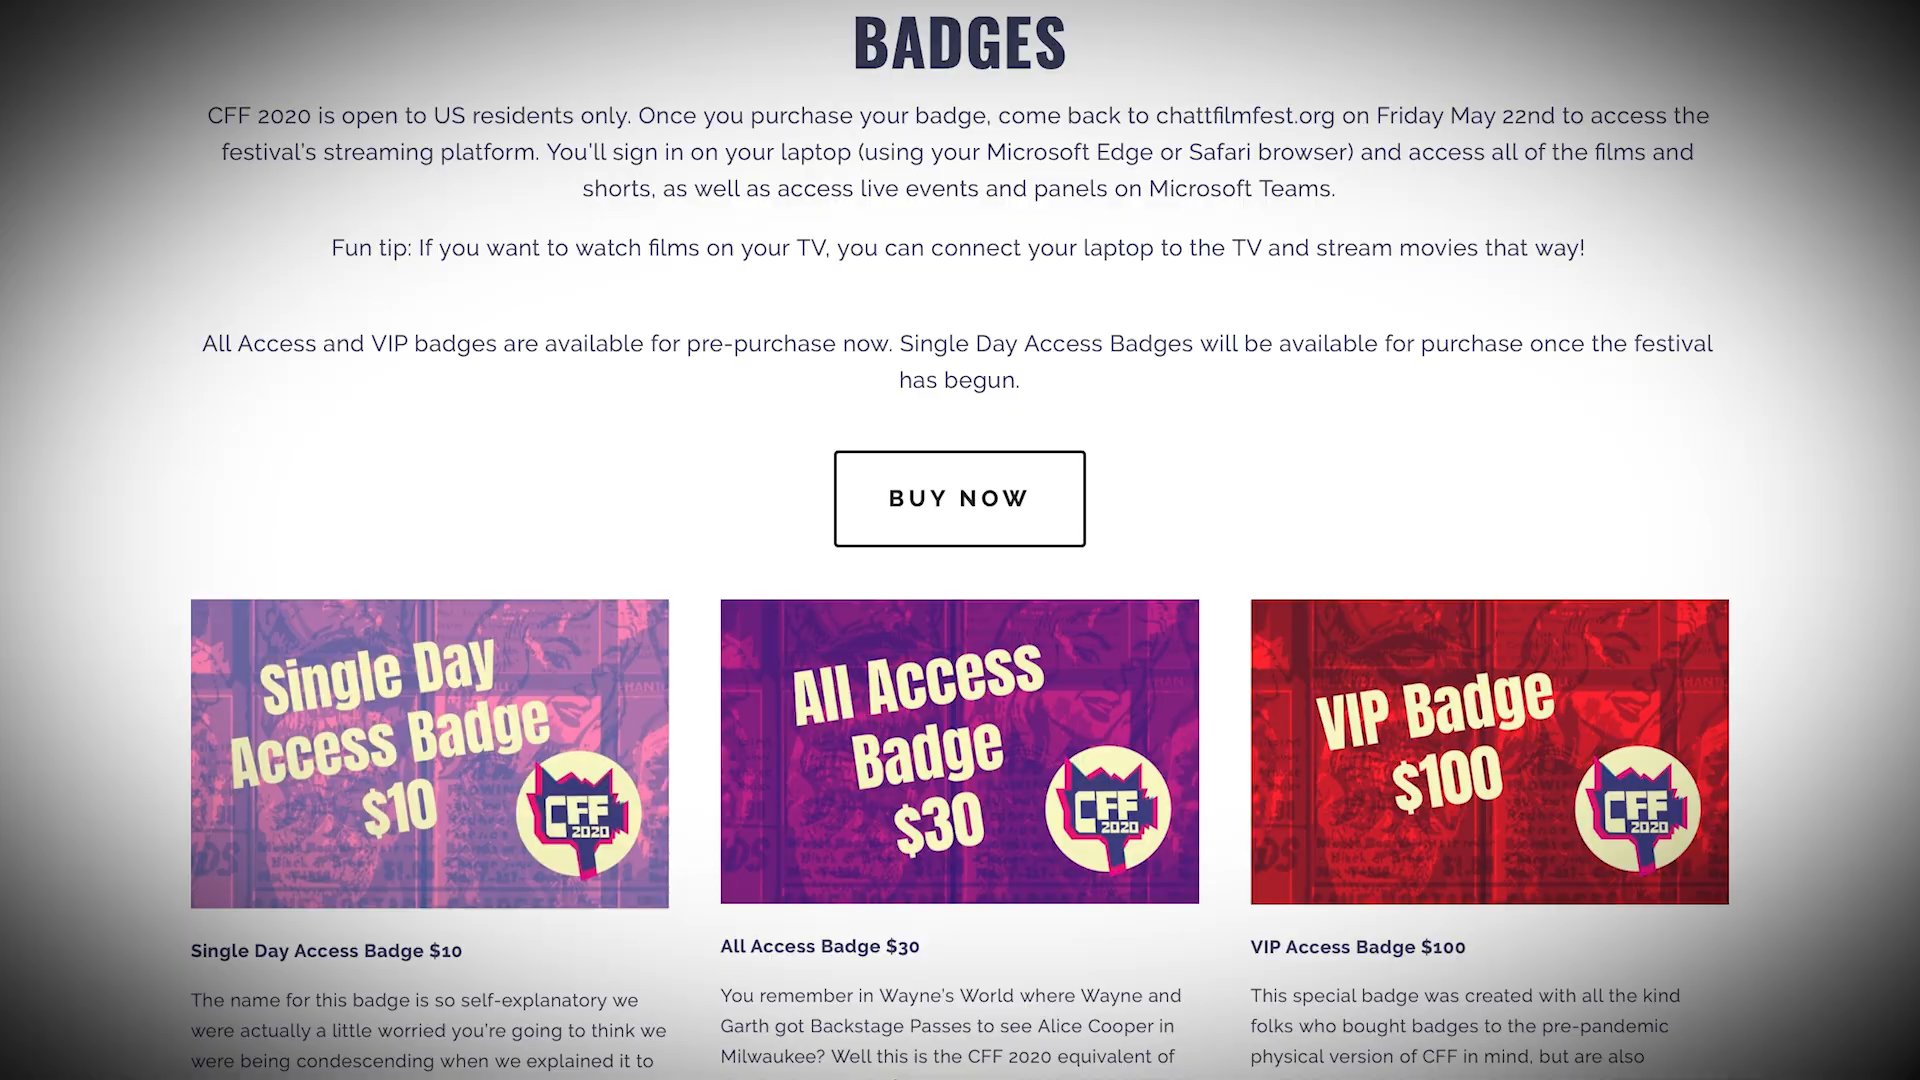 BADGES
CFF 2020 is open to US residents only. Once you purchase your badge, come back to chattfilmfest.org on Friday May 22nd to access the
festival's streaming platform. You'll sign in on your laptop (using your Microsoft Edge or Safari browser) and access all of the films and
shorts, as well as access live events and panels on Microsoft Teams.
Fun tip: If you want to watch films on your TV, you can connect your laptop to the TV and stream movies that way!
All Access and VIP badges are available for pre-purchase now. Single Day Access Badges will be available for purchase once the festival
has begun.
BUY NOW
Single Day
Access Badge
$10
CFF
2020
All Access
Badge
$30
CFF
2020
VIP Badge
$100
CFF
2020
Single Day Access Badge $10
The name for this badge is so self-explanatory we
were actually a little worried you're going to think we
were being condescending when we explained it to
All Access Badge $30
You remember in Wayne's World where Wayne and
Garth got Backstage Passes to see Alice Cooper in
Milwaukee? Well this is the CFF 2020 equivalent of
VIP Access Badge $100
This special badge was created with all the kind
folks who bought badges to the pre-pandemic
physical version of CFF in mind, but are also